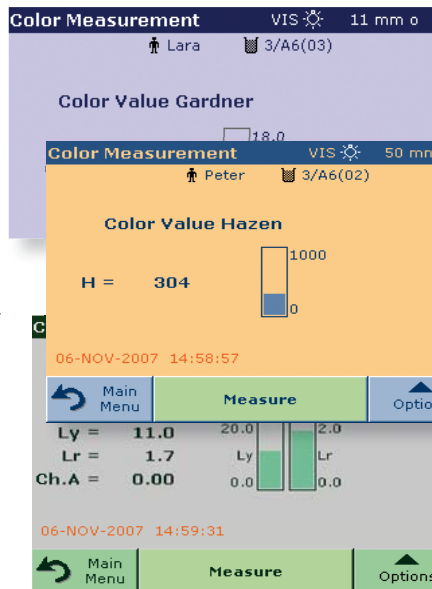 Color Measurement VIS 11 mm o
Lara 3/A6(03)
Color Value Gardner
18.0
Color Measurement VIS 50 mm
Peter 3/A6(02)
Color Value Hazen
1000
H = 304
0
06-NOV-2007 14:58:57
Main Menu
Measure
Optio
Ly = 11.0 20.0 2.0
Lr = 1.7 Ly Lr
Ch.A = 0.00 0.0 0.0
06-NOV-2007 14:59:31
Main Menu
Measure
Options